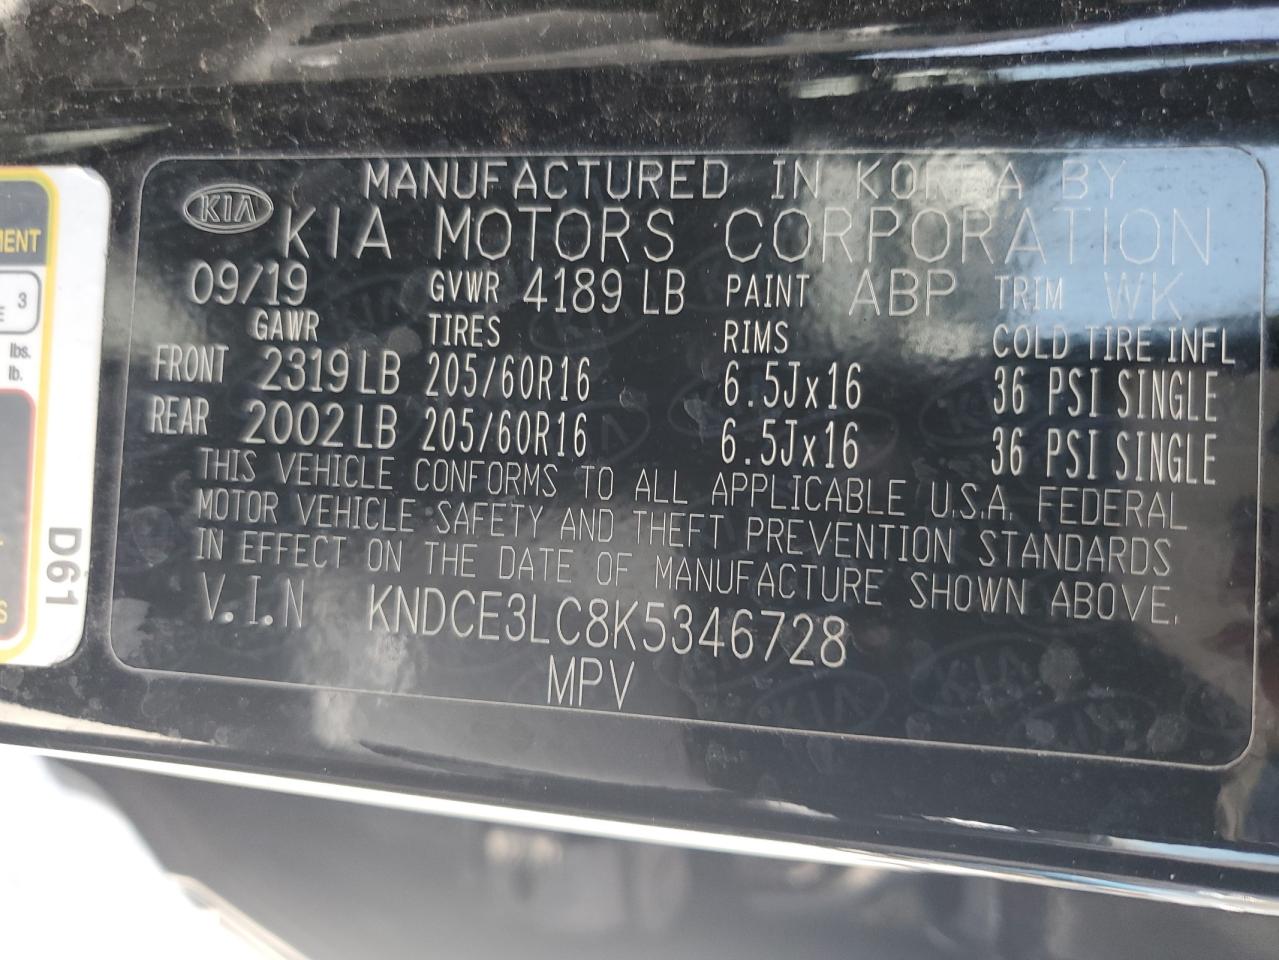 MANUFACTURED IN KOREA BY
KIA KIA MOTORS CORPORATION
09/19 GVWR 4189 LB PAINT ABP TRIM WK
GAWR TIRES RIMS COLD TIRE INFL
FRONT 2319 LB 205/60R16 6.5Jx16 36 PSI SINGLE
REAR 2002 LB 205/60R16 6.5Jx16 36 PSI SINGLE
THIS VEHICLE CONFORMS TO ALL APPLICABLE U.S.A. FEDERAL
MOTOR VEHICLE SAFETY AND THEFT PREVENTION STANDARDS
IN EFFECT ON THE DATE OF MANUFACTURE SHOWN ABOVE.
V.I.N KNDCE3LC8K5346728
MPV
3
lbs.
lb.
D61